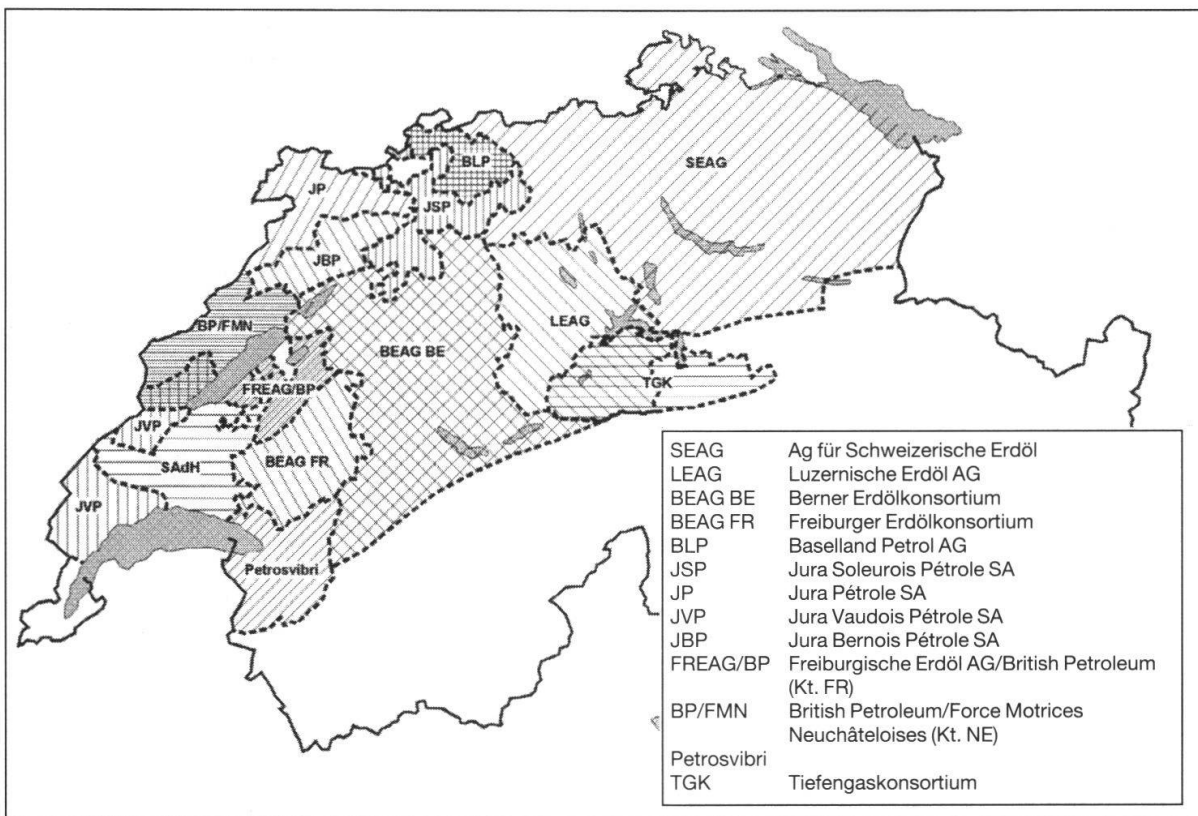 SEAG
BLP
JP
JSP
JBP
BP/FMN
LEAG
BEAG BE
FREAG/BP
TGK
JVP
SAdH
BEAG FR
JVP
Petrosvibri
SEAG Ag für Schweizerische Erdöl
LEAG Luzernische Erdöl AG
BEAG BE Berner Erdölkonsortium
BEAG FR Freiburger Erdölkonsortium
BLP Baselland Petrol AG
JSP Jura Soleurois Pétrole SA
JP Jura Pétrole SA
JVP Jura Vaudois Pétrole SA
JBP Jura Bernois Pétrole SA
FREAG/BP Freiburgische Erdöl AG/British Petroleum
(Kt. FR)
BP/FMN British Petroleum/Force Motrices
Neuchâteloises (Kt. NE)
Petrosvibri
TGK Tiefengaskonsortium